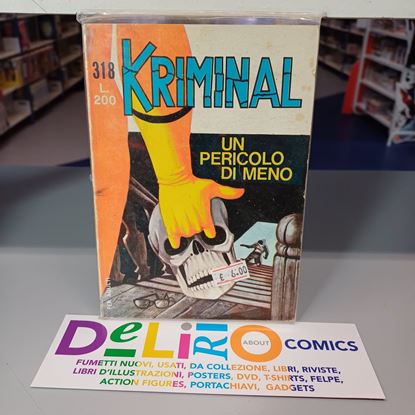 318
L.
200
KRIMINAL
UN
PERICOLO
DI MENO
€ 6.00
DeLiRIO ABOUT COMICS
FUMETTI NUOVI, USATI, DA COLLEZIONE, LIBRI, RIVISTE,
LIBRI D'ILLUSTRAZIONI, POSTERS, DVD, T-SHIRTS, FELPE,
ACTION FIGURES, PORTACHIAVI, GADGETS